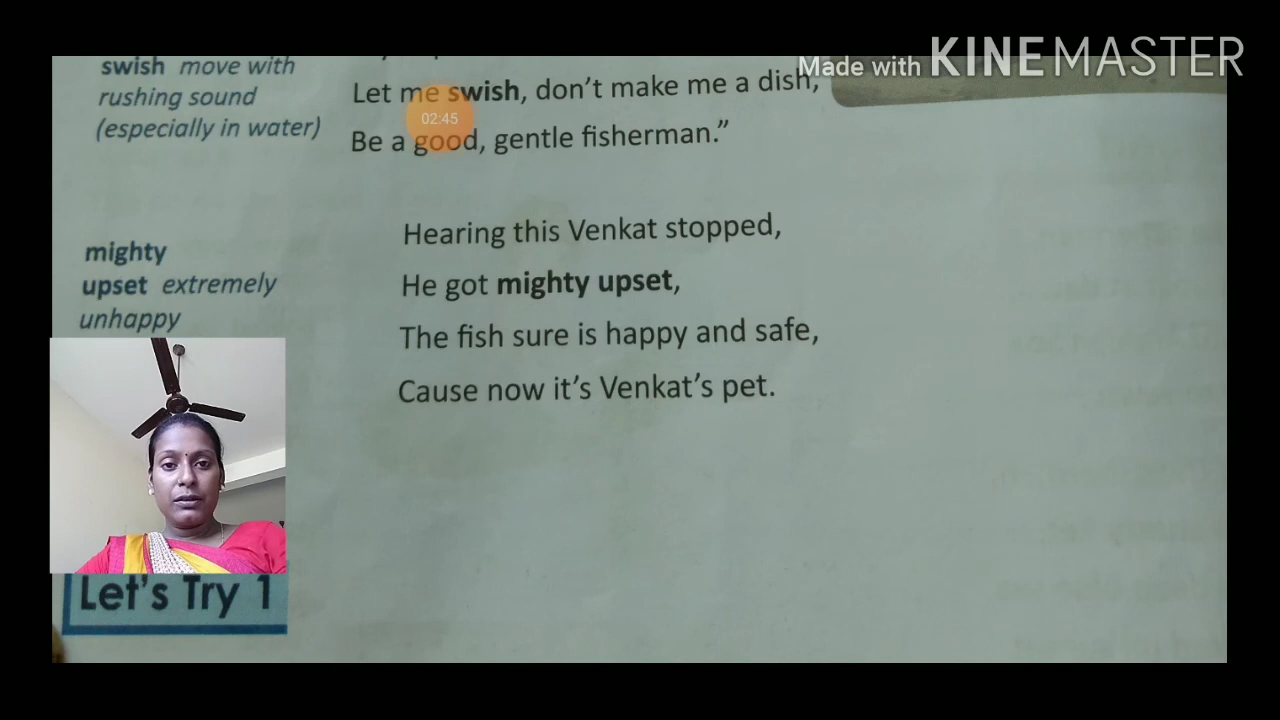 Made with KINEMASTER
swish move with
rushing sound
(especially in water)
Let me swish, don't make me a dish,
02:45
Be a good, gentle fisherman."
Hearing this Venkat stopped,
mighty
upset extremely
unhappy
He got mighty upset,
The fish sure is happy and safe,
Cause now it's Venkat's pet.
Let's Try 1